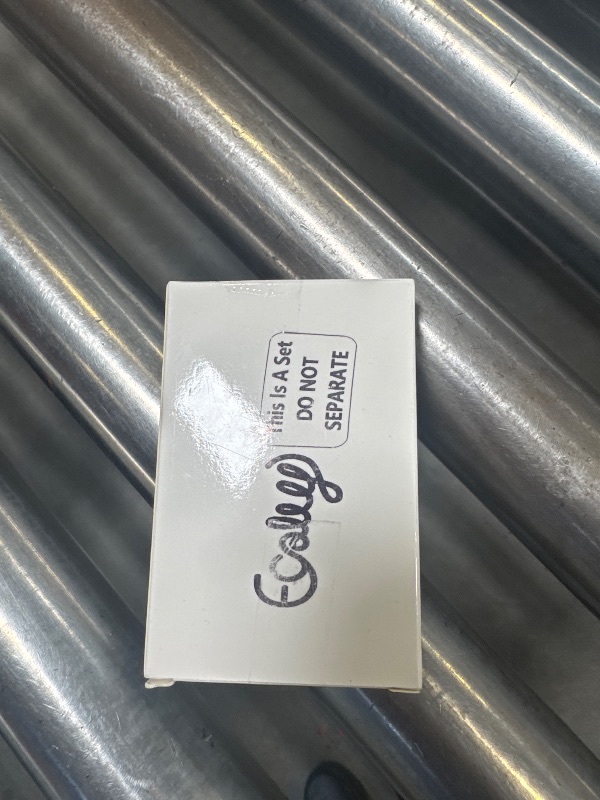 This Is A Set
DO NOT
SEPARATE